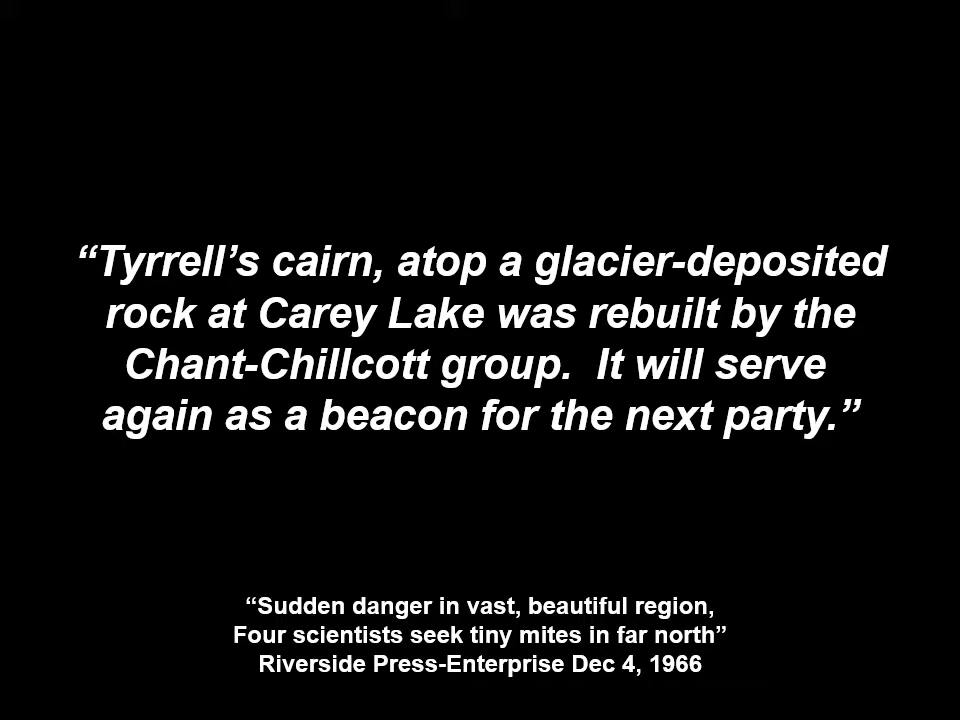 “Tyrrell’s cairn, atop a glacier-deposited
rock at Carey Lake was rebuilt by the
Chant-Chillcott group.  It will serve
again as a beacon for the next party.”
“Sudden danger in vast, beautiful region,
Four scientists seek tiny mites in far north”
Riverside Press-Enterprise Dec 4, 1966